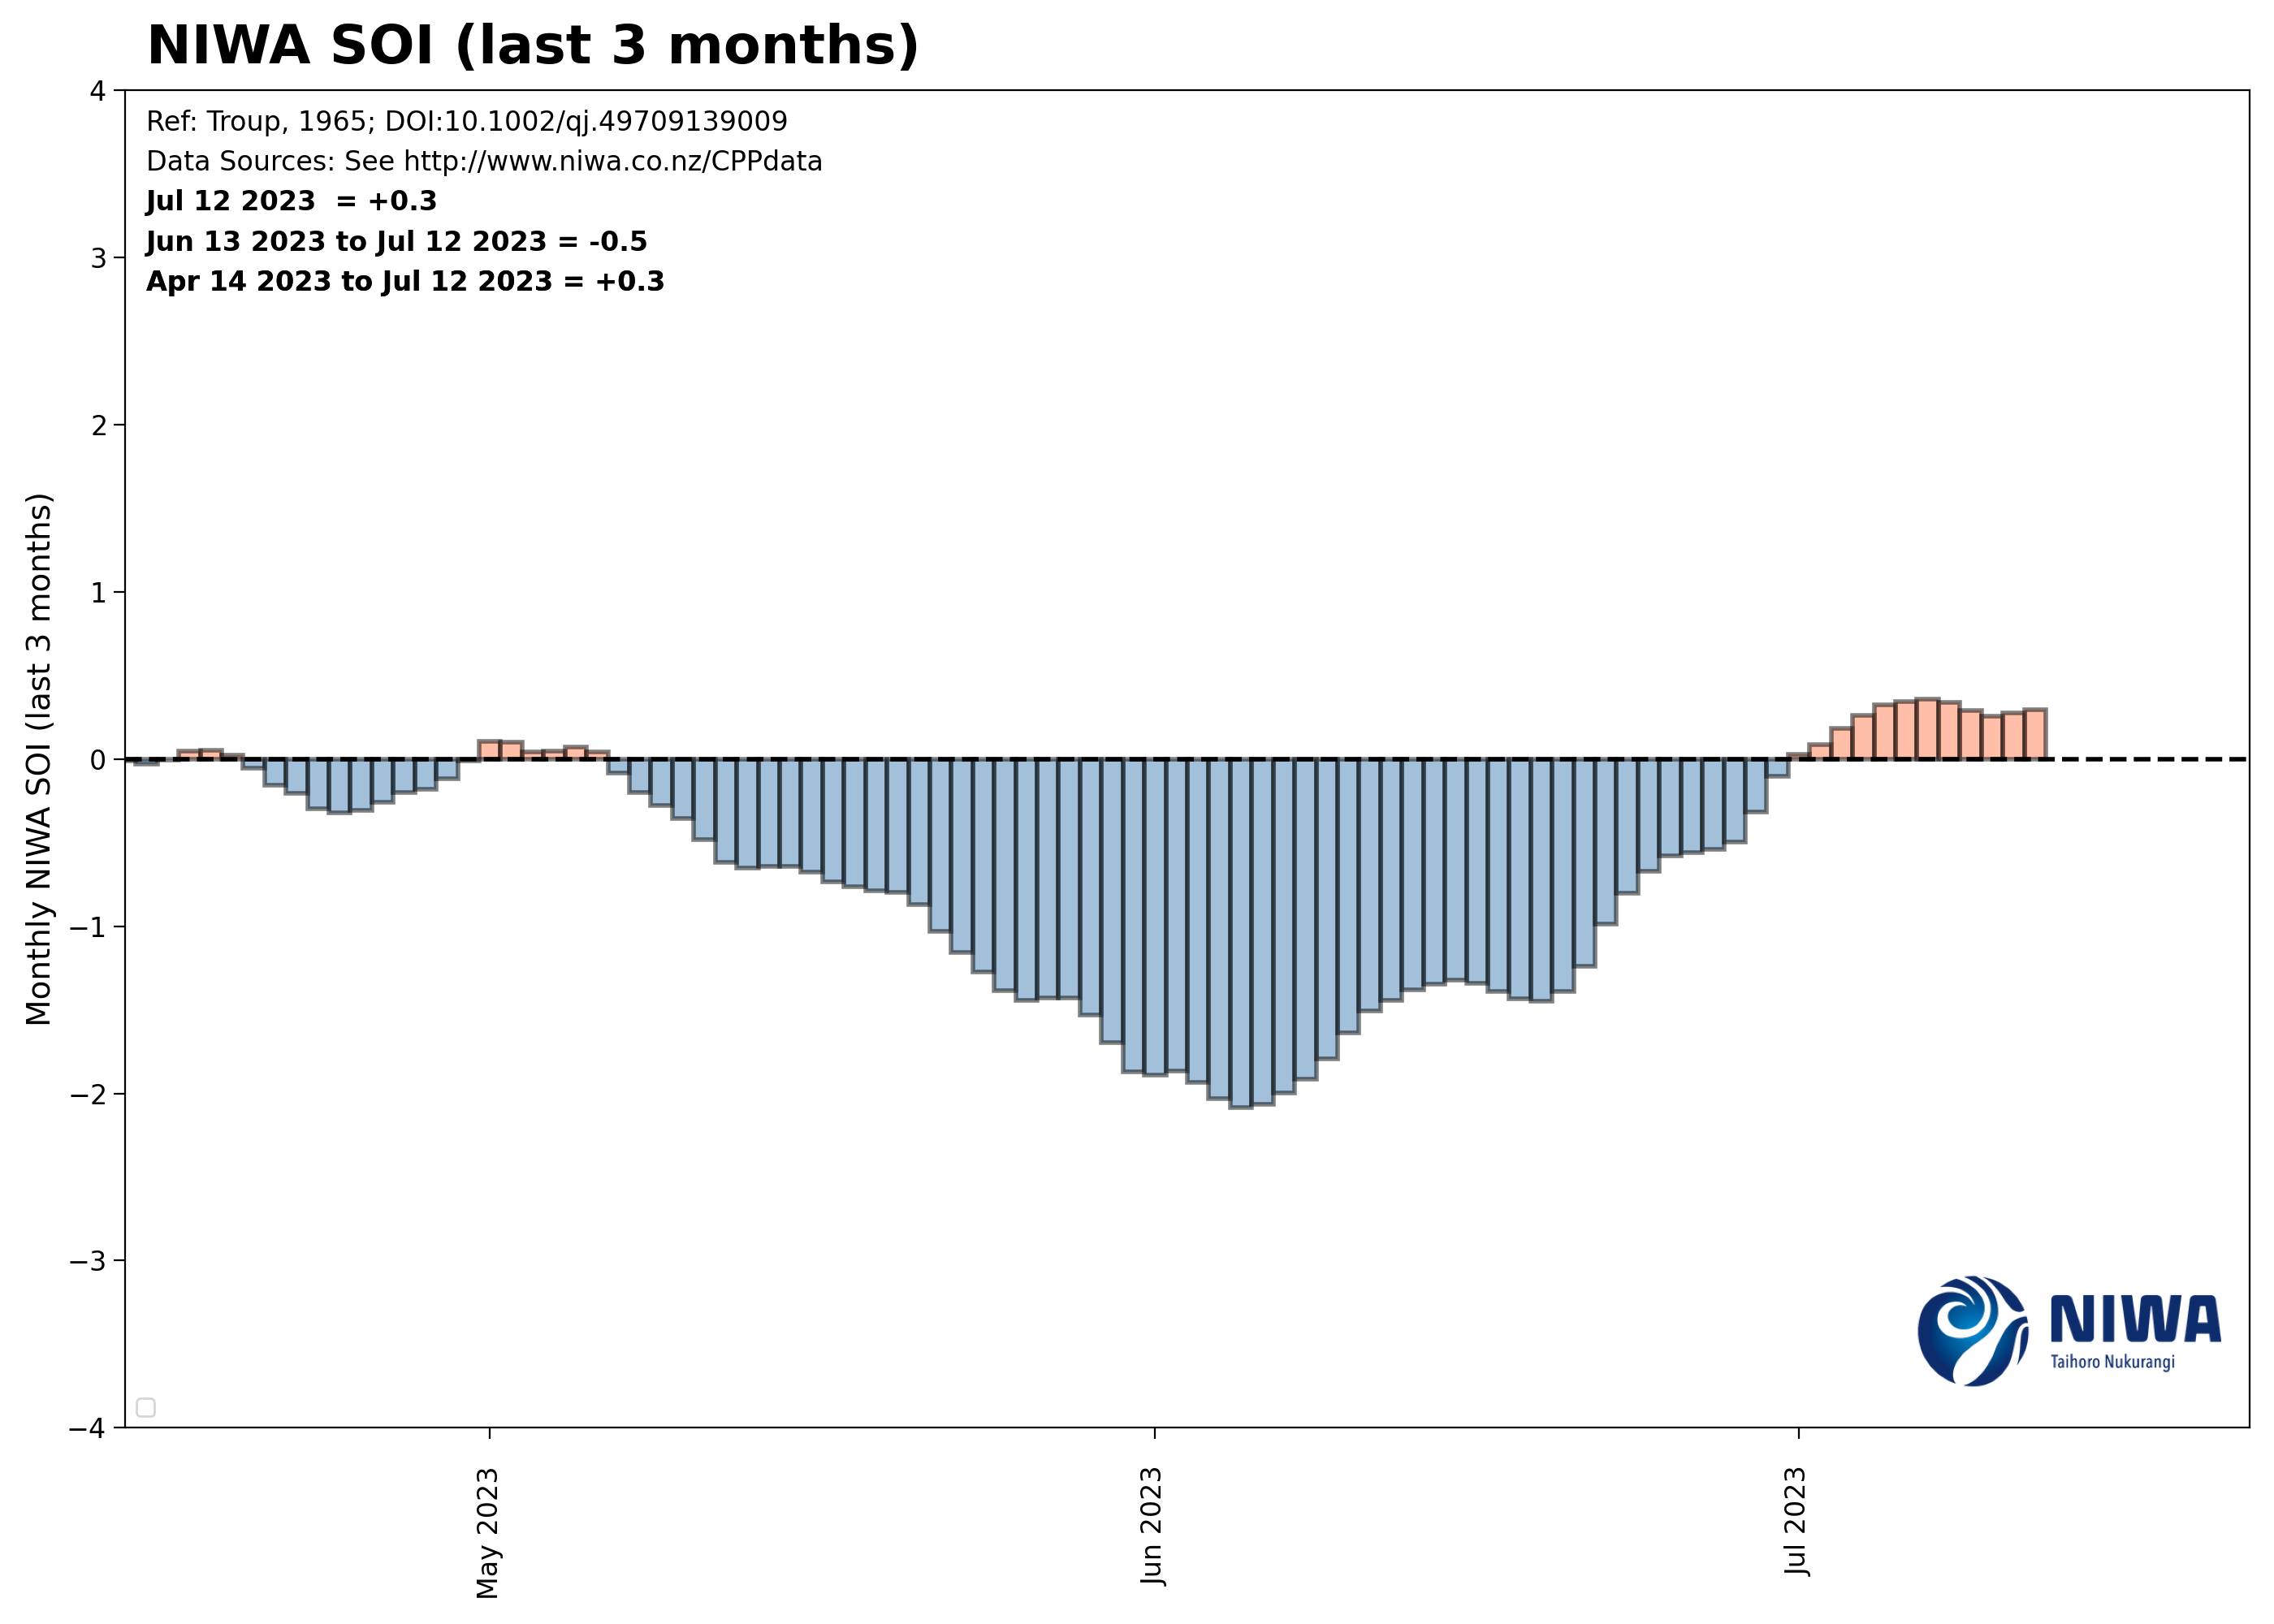 NIWA SOI (last 3 months)
Ref: Troup, 1965; DOI:10.1002/qj.49709139009
Data Sources: See http://www.niwa.co.nz/CPPdata
Jul 12 2023  = +0.3
Jun 13 2023 to Jul 12 2023 = -0.5
Apr 14 2023 to Jul 12 2023 = +0.3
Monthly NIWA SOI (last 3 months)
4
3
2
1
0
−1
−2
−3
−4
May 2023
Jun 2023
Jul 2023
NIWA
Taihoro Nukurangi